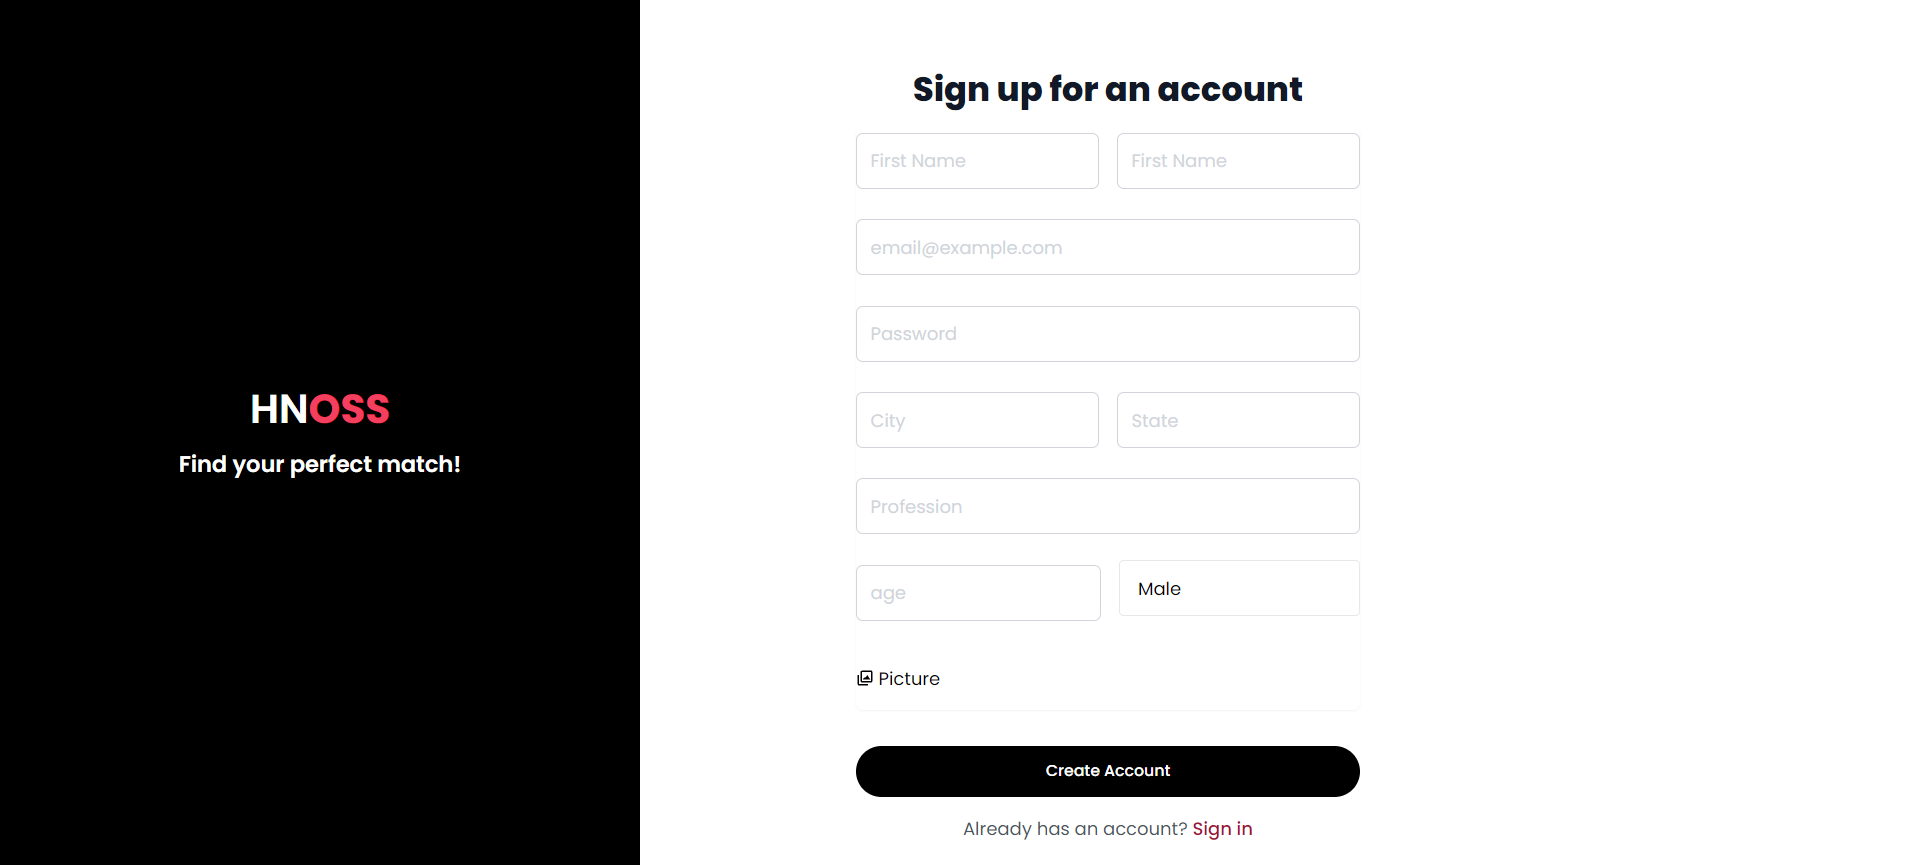 HNOSS
Find your perfect match!
Sign up for an account
First Name First Name
email@example.com
Password
City State
Profession
age Male
Picture
Create Account
Already has an account? Sign in